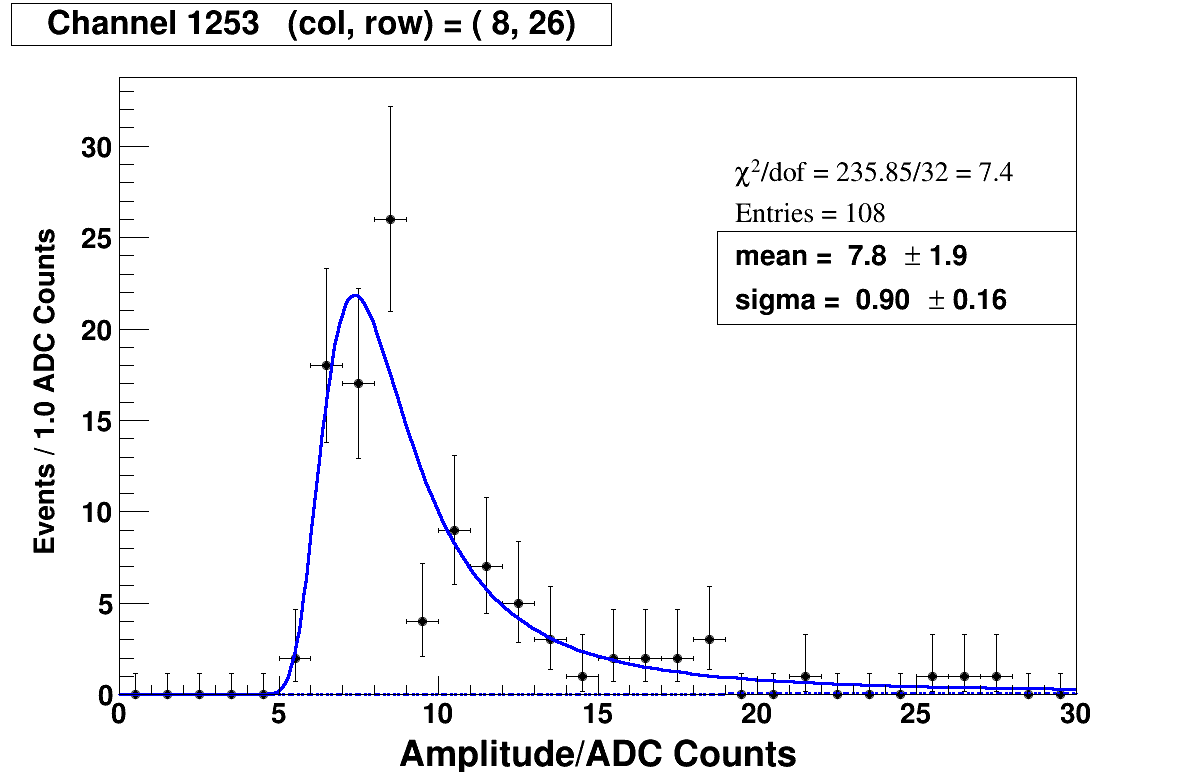 Channel 1253 (col, row) = ( 8, 26)
χ²/dof = 235.85/32 = 7.4
Entries = 108
mean = 7.8 ± 1.9
sigma = 0.90 ± 0.16
Events / 1.0 ADC Counts
30
25
20
15
10
5
0
0 5 10 15 20 25 30
Amplitude/ADC Counts